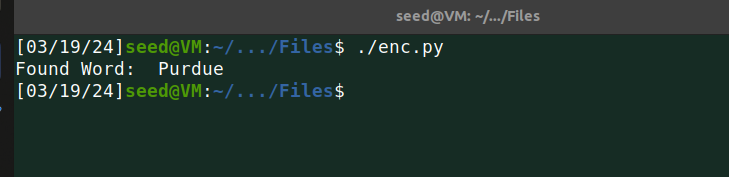 seed@VM: ~/.../Files
[03/19/24]seed@VM:~/.../Files$ ./enc.py
Found Word:  Purdue
[03/19/24]seed@VM:~/.../Files$